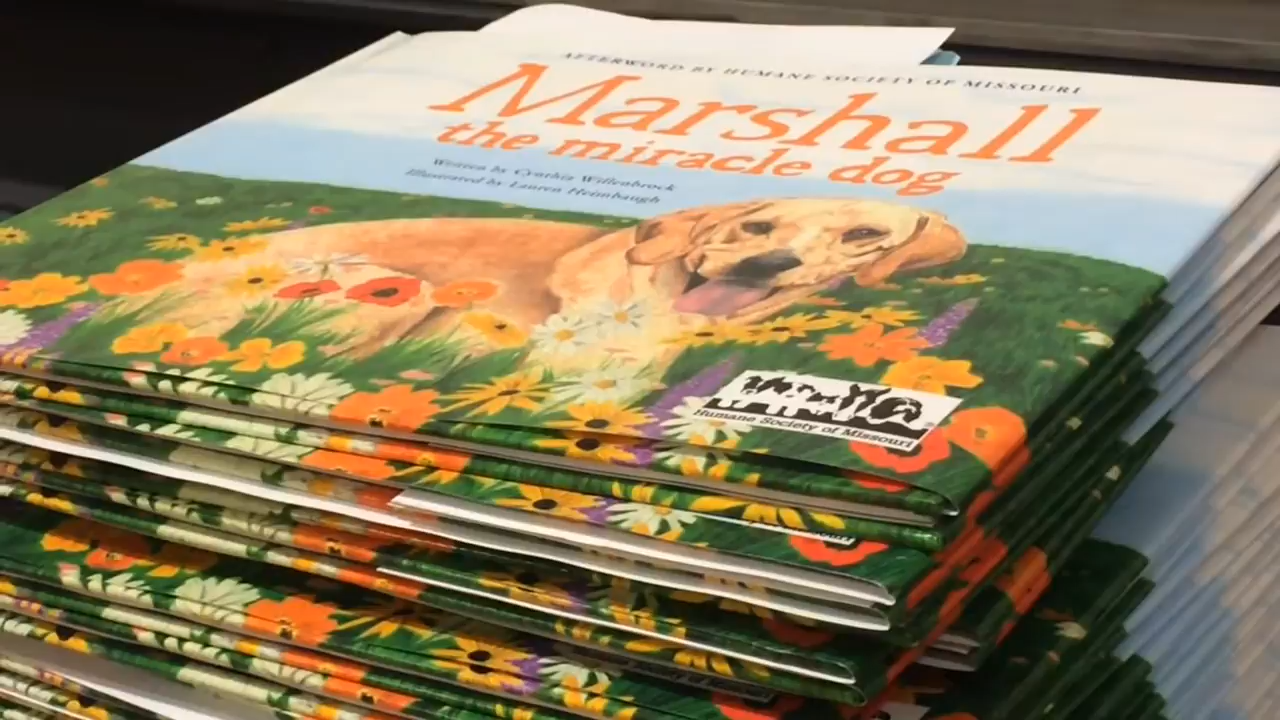 AFTERWORD BY HUMANE SOCIETY OF MISSOURI
Marshall
the miracle dog
Written by Cynthia Willenbrock
Illustrated by Lauren Heimbaugh
Humane Society of Missouri